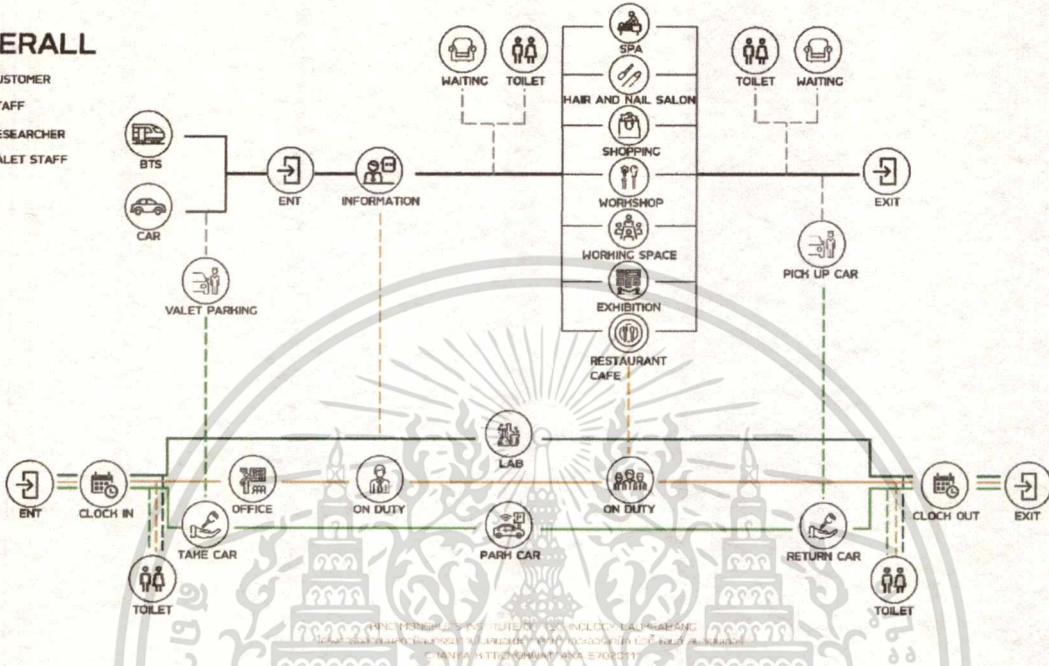 ERALL
USTOMER
TAFF
ESEARCHER
ALET STAFF
WAITING
TOILET
SPA
HAIR AND NAIL SALON
SHOPPING
WORKSHOP
WORKING SPACE
EXHIBITION
RESTAURANT
CAFE
TOILET
WAITING
BTS
CAR
ENT
INFORMATION
EXIT
VALET PARKING
PICK UP CAR
LAB
ENT
CLOCK IN
OFFICE
ON DUTY
ON DUTY
CLOCK OUT
EXIT
TAKE CAR
PARK CAR
RETURN CAR
TOILET
TOILET